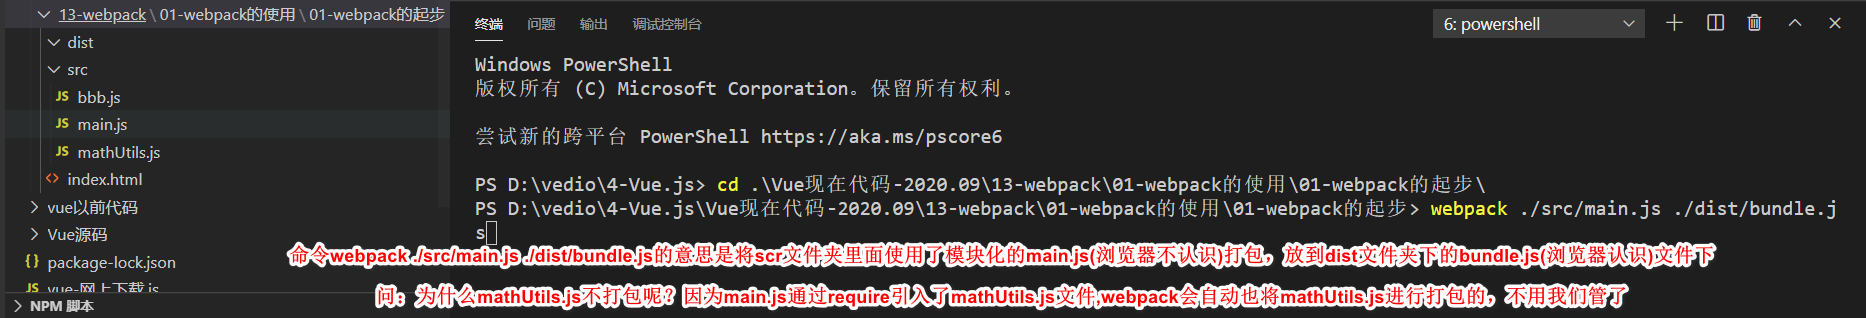 13-webpack \ 01-webpack的使用 \ 01-webpack的起步
dist
src
JS bbb.js
JS main.js
JS mathUtils.js
<> index.html
vue以前代码
Vue源码
{} package-lock.json
JS vue-网上下载.js
NPM 脚本
终端 问题 输出 调试控制台 6: powershell
Windows PowerShell
版权所有 (C) Microsoft Corporation。保留所有权利。
尝试新的跨平台 PowerShell https://aka.ms/pscore6
PS D:\vedio\4-Vue.js> cd .\Vue现在代码-2020.09\13-webpack\01-webpack的使用\01-webpack的起步\
PS D:\vedio\4-Vue.js\Vue现在代码-2020.09\13-webpack\01-webpack的使用\01-webpack的起步> webpack ./src/main.js ./dist/bundle.j
s
命令webpack ./src/main.js ./dist/bundle.js的意思是将scr文件夹里面使用了模块化的main.js(浏览器不认识)打包，放到dist文件夹下的bundle.js(浏览器认识)文件下
问：为什么mathUtils.js不打包呢？因为main.js通过require引入了mathUtils.js文件,webpack会自动也将mathUtils.js进行打包的，不用我们管了